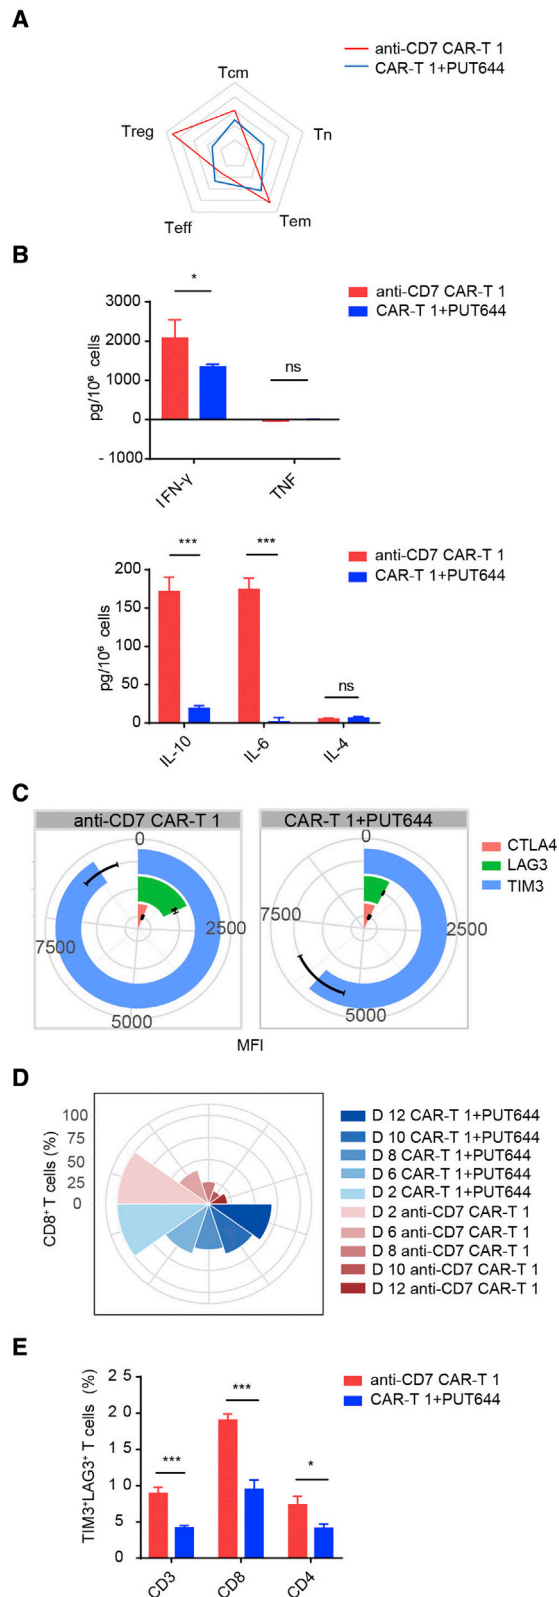 A
anti-CD7 CAR-T 1
CAR-T 1+PUT644
Tcm
Treg
Tn
Teff
Tem
B
*
anti-CD7 CAR-T 1
CAR-T 1+PUT644
3000
2000
1000
0
- 1000
pg/10⁶ cells
ns
IFN-γ
TNF
***
***
anti-CD7 CAR-T 1
CAR-T 1+PUT644
200
150
100
50
0
pg/10⁶ cells
ns
IL-10
IL-6
IL-4
C
anti-CD7 CAR-T 1
CAR-T 1+PUT644
0
2500
5000
7500
0
2500
5000
7500
CTLA4
LAG3
TIM3
MFI
D
100
75
50
25
0
CD8⁺ T cells (%)
D 12 CAR-T 1+PUT644
D 10 CAR-T 1+PUT644
D 8 CAR-T 1+PUT644
D 6 CAR-T 1+PUT644
D 2 CAR-T 1+PUT644
D 2 anti-CD7 CAR-T 1
D 6 anti-CD7 CAR-T 1
D 8 anti-CD7 CAR-T 1
D 10 anti-CD7 CAR-T 1
D 12 anti-CD7 CAR-T 1
E
2 5
2 0
1 5
1 0
5
0
TIM3⁺LAG3⁺ T cells (%)
***
***
*
anti-CD7 CAR-T 1
CAR-T 1+PUT644
CD3
CD8
CD4